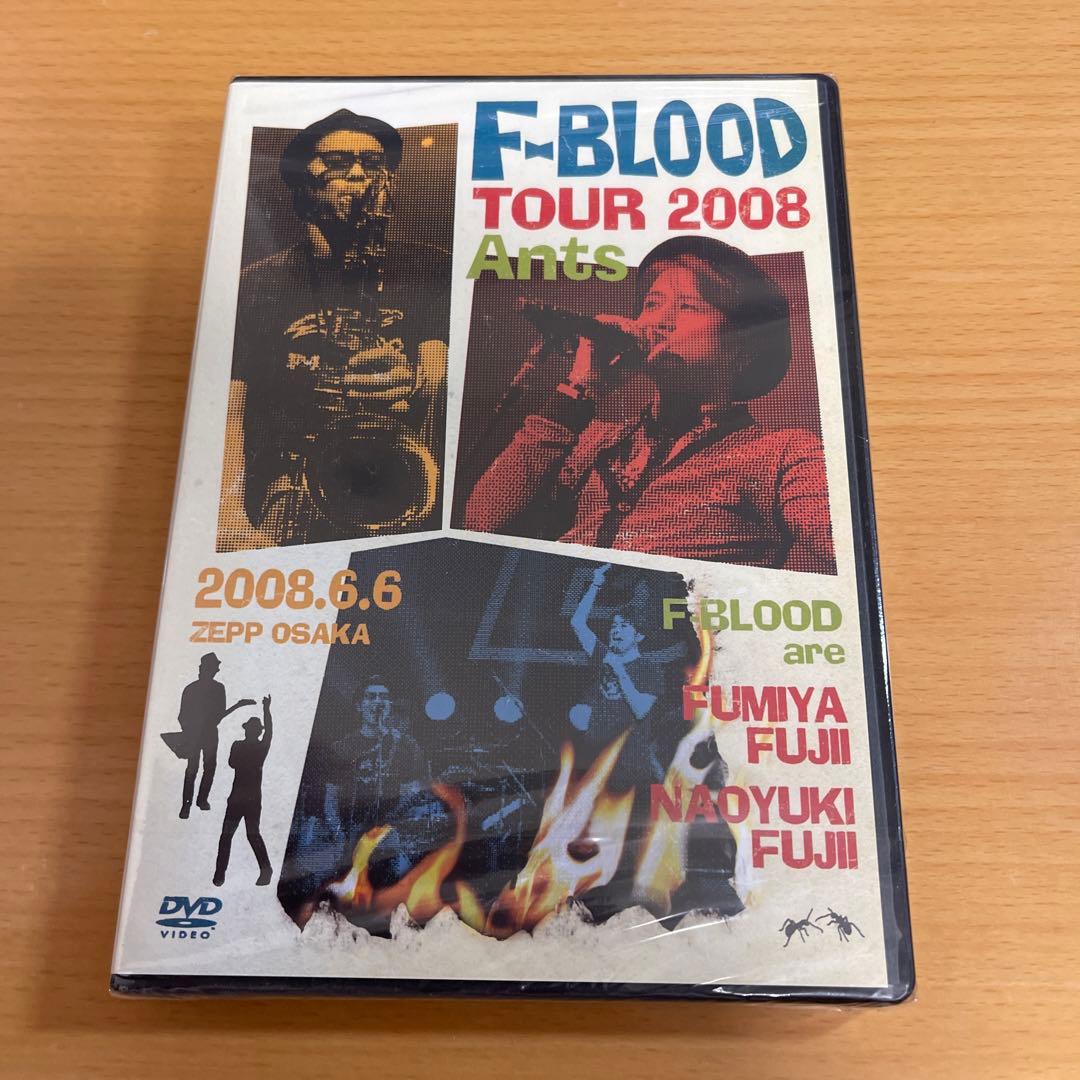 F-BLOOD
TOUR 2008
Ants
2008.6.6
ZEPP OSAKA
F-BLOOD
are
FUMIYA
FUJII
NAOYUKI
FUJII
DVD
VIDEO